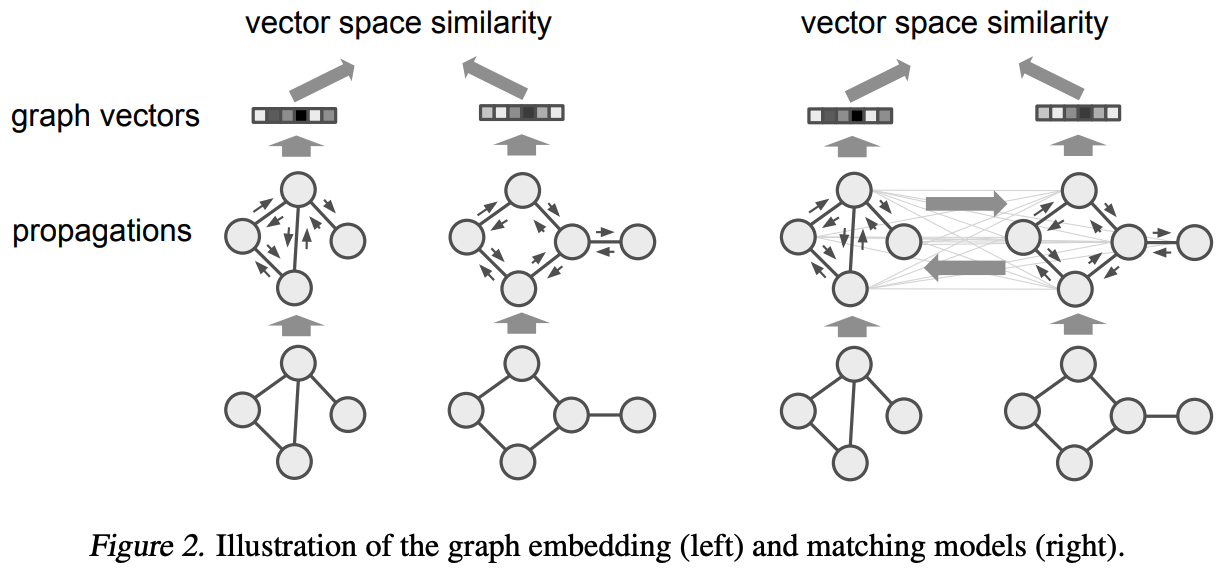 vector space similarity
vector space similarity
graph vectors
propagations
Figure 2. Illustration of the graph embedding (left) and matching models (right).